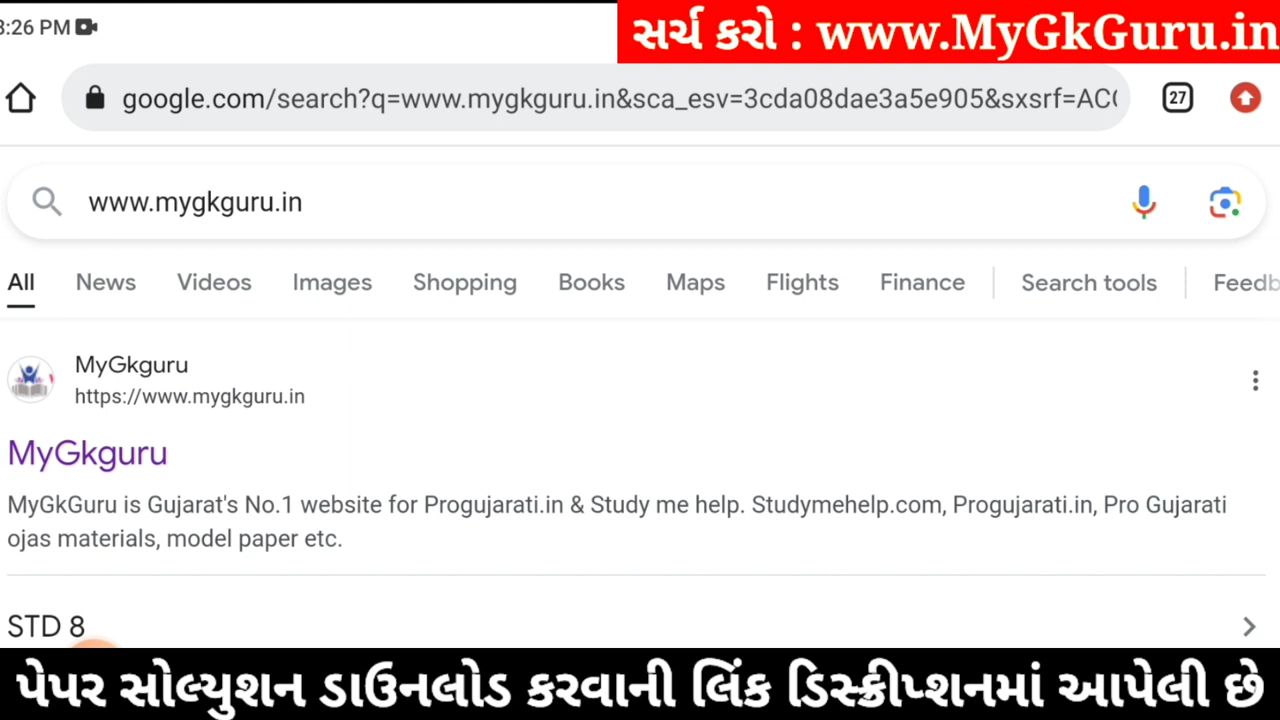 3:26 PM
સર્ચ કરો : www.MyGkGuru.in
google.com/search?q=www.mygkguru.in&sca_esv=3cda08dae3a5e905&sxsrf=AC
27
www.mygkguru.in
All News Videos Images Shopping Books Maps Flights Finance Search tools Feedb
MyGkguru
https://www.mygkguru.in
MyGkguru
MyGkGuru is Gujarat's No.1 website for Progujarati.in & Study me help. Studymehelp.com, Progujarati.in, Pro Gujarati
ojas materials, model paper etc.
STD 8
પેપર સોલ્યુશન ડાઉનલોડ કરવાની લિંક ડિસ્ક્રીપ્શનમાં આપેલી છે